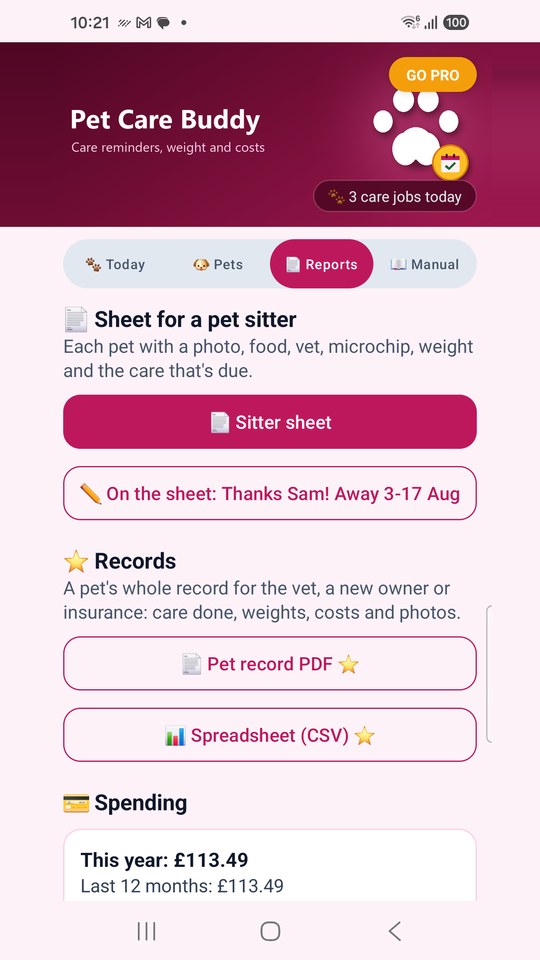 10:21
6
100
GO PRO
Pet Care Buddy
Care reminders, weight and costs
3 care jobs today
Today Pets Reports Manual
Sheet for a pet sitter
Each pet with a photo, food, vet, microchip, weight
and the care that's due.
Sitter sheet
On the sheet: Thanks Sam! Away 3-17 Aug
Records
A pet's whole record for the vet, a new owner or
insurance: care done, weights, costs and photos.
Pet record PDF
Spreadsheet (CSV)
Spending
This year: £113.49
Last 12 months: £113.49